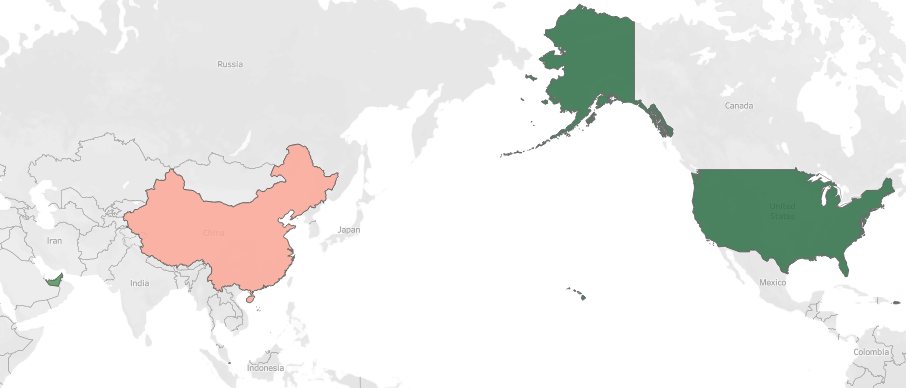 Russia
Canada
United
States
China
Japan
Iran
India
Mexico
Colombia
Indonesia